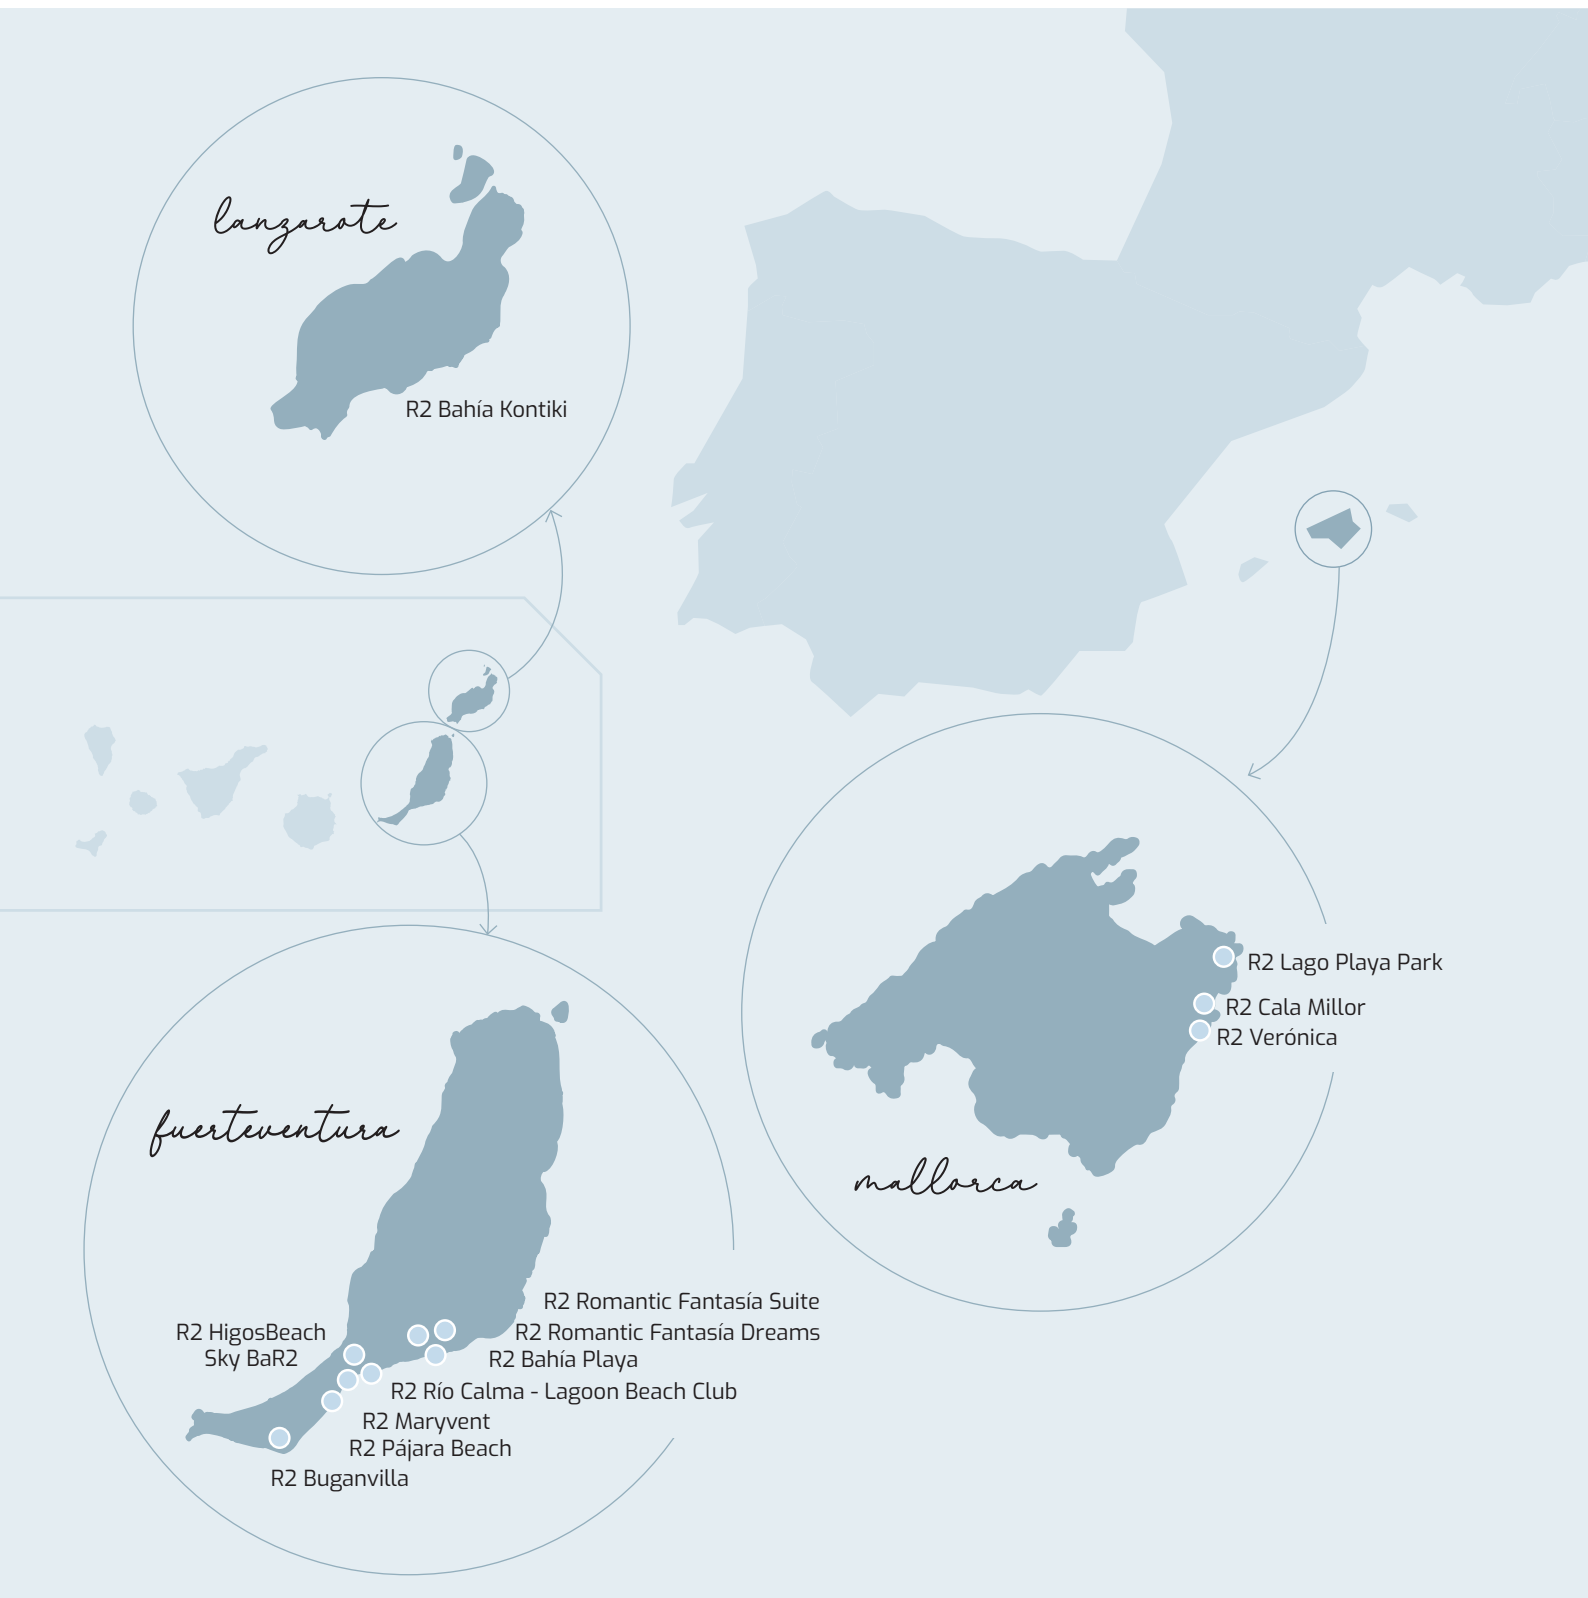 lanzarote
R2 Bahía Kontiki
R2 Lago Playa Park
R2 Cala Millor
R2 Verónica
mallorca
fuerteventura
R2 Romantic Fantasía Suite
R2 HigosBeach
Sky BaR2
R2 Romantic Fantasía Dreams
R2 Bahía Playa
R2 Río Calma - Lagoon Beach Club
R2 Maryvent
R2 Pájara Beach
R2 Buganvilla